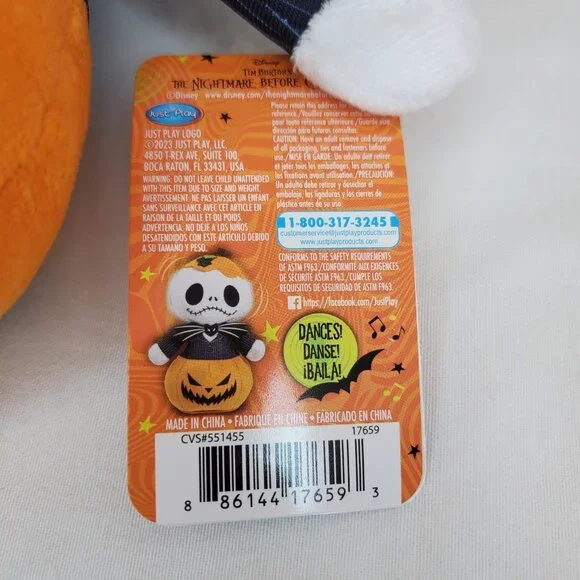 Disney
TIM BURTON'S
THE NIGHTMARE BEFORE
©Disney www.disney.com/thenightmarebefore
Just Play
JUST PLAY LOGO
©2023 JUST PLAY, LLC.
4850 T-REX AVE, SUITE 100,
BOCA RATON, FL 33431, USA
WARNING: DO NOT LEAVE CHILD UNATTENDED
WITH THIS ITEM DUE TO SIZE AND WEIGHT.
AVERTISSEMENT: NE PAS LAISSER UN ENFANT
SANS SURVEILLANCE AVEC CET ARTICLE EN
RAISON DE LA TAILLE ET DU POIDS.
ADVERTENCIA: NO DEJE A LOS NIÑOS
DESATENDIDOS CON ESTE ARTÍCULO DEBIDO
A SU TAMAÑO Y PESO.
Please retain this address for
reference./Veuillez conserver cette
pour toute référence ultérieure./Guarde esta
dirección para futuras consultas.
CAUTION: Have an adult remove and dispose
of all packaging, ties and fasteners before
use./MISE EN GARDE: Un adulte doit retirer
et jeter tous les emballages, les attaches et
les fixations avant utilisation./PRECAUCIÓN:
Un adulto debe retirar y desechar el
embalaje, las ligaduras y los cierres de
plástico antes de su uso.
1-800-317-3245
customerservice@justplayproducts.com
www.justplayproducts.com
CONFORMS TO THE SAFETY REQUIREMENTS
OF ASTM F963./CONFORMITÉ AUX EXIGENCES
DE SÉCURITÉ ASTM F963./CUMPLE LOS
REQUISITOS DE SEGURIDAD DE ASTM F963.
f https://facebook.com/JustPlay
DANCES!
DANSE!
¡BAILA!
MADE IN CHINA • FABRIQUÉ EN CHINE • FABRICADO EN CHINA
CVS#551455 17659
8 86144 17659 3